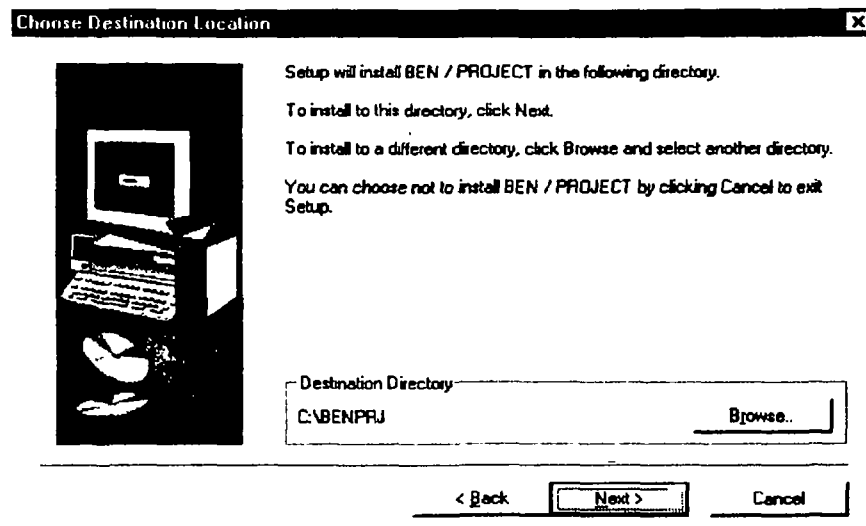 Choose Destination Location
Setup will install BEN / PROJECT in the following directory.
To install to this directory, click Next.
To install to a different directory, click Browse and select another directory.
You can choose not to install BEN / PROJECT by clicking Cancel to exit
Setup.
Destination Directory
C:\BENPRJ
Browse..
< Back
Next >
Cancel